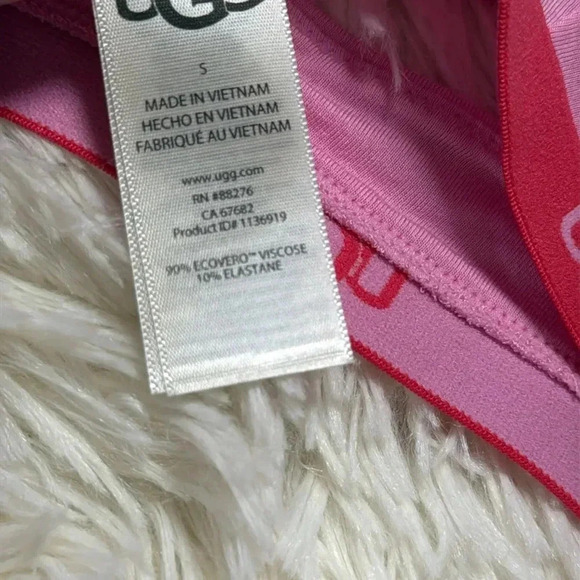 UGG
S
MADE IN VIETNAM
HECHO EN VIETNAM
FABRIQUÉ AU VIETNAM
www.ugg.com
RN #88276
CA 67682
Product ID# 1136919
90% ECOVERO™ VISCOSE
10% ELASTANE